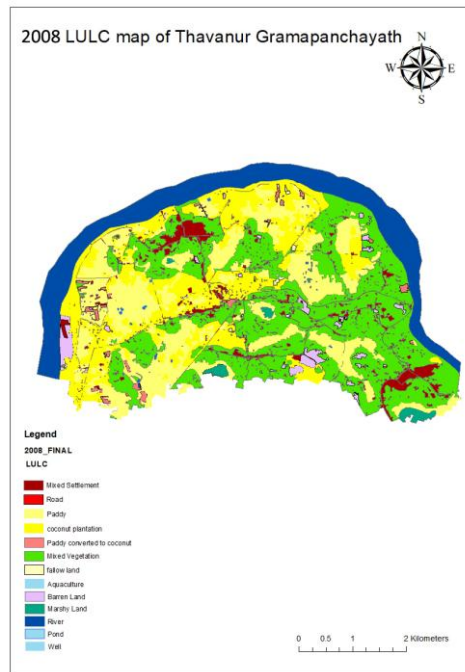 2008 LULC map of Thavanur Gramapanchayath
N
W E
S
Legend
2008_FINAL
LULC
Mixed Settlement
Road
Paddy
coconut plantation
Paddy converted to coconut
Mixed Vegetation
fallow land
Aquaculture
Barren Land
Marshy Land
River
Pond
Well
0 0.5 1 2 Kilometers